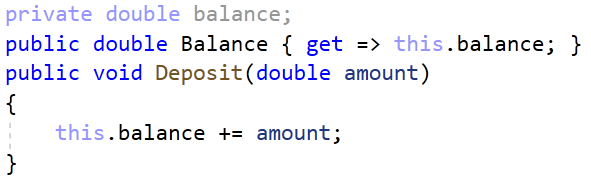 private double balance;
public double Balance { get => this.balance; }
public void Deposit(double amount)
{
    this.balance += amount;
}